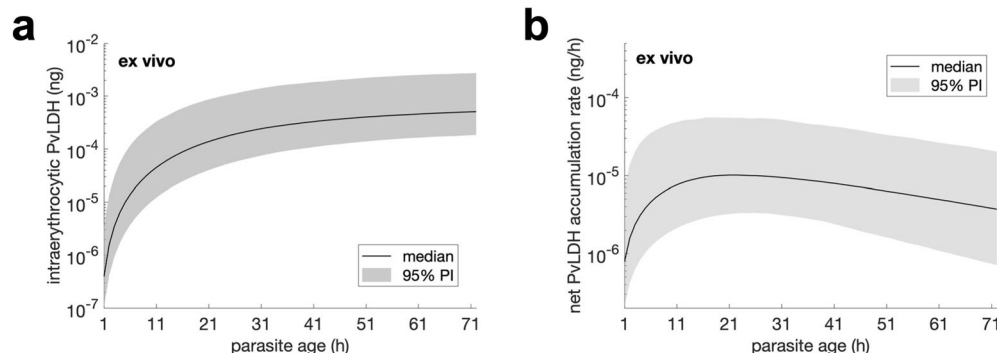 a
ex vivo
intraerythrocytic PvLDH (ng)
10^-2
10^-3
10^-4
10^-5
10^-6
10^-7
1 11 21 31 41 51 61 71
parasite age (h)
median
95% PI
b
ex vivo
net PvLDH accumulation rate (ng/h)
10^-4
10^-5
10^-6
1 11 21 31 41 51 61 71
parasite age (h)
median
95% PI